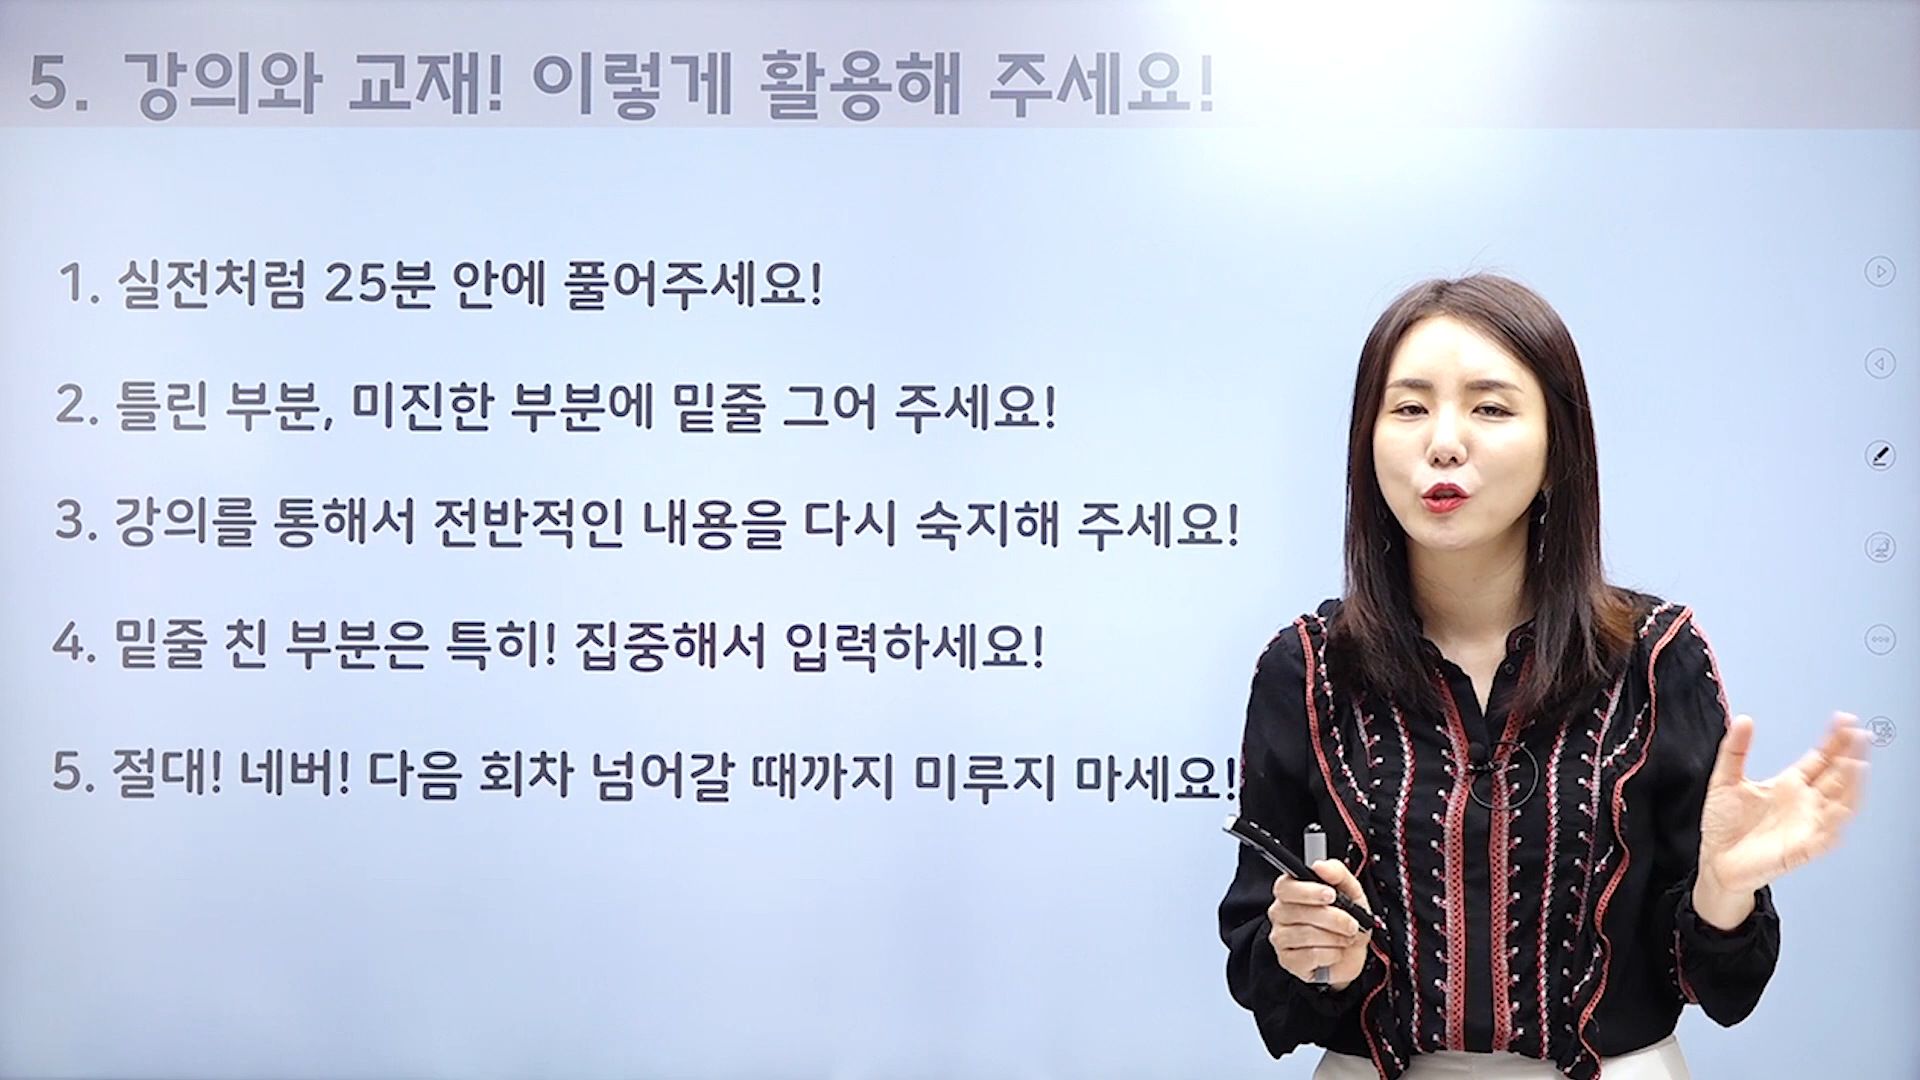 5. 강의와 교재! 이렇게 활용해 주세요!
1. 실전처럼 25분 안에 풀어주세요!
2. 틀린 부분, 미진한 부분에 밑줄 그어 주세요!
3. 강의를 통해서 전반적인 내용을 다시 숙지해 주세요!
4. 밑줄 친 부분은 특히! 집중해서 입력하세요!
5. 절대! 네버! 다음 회차 넘어갈 때까지 미루지 마세요!